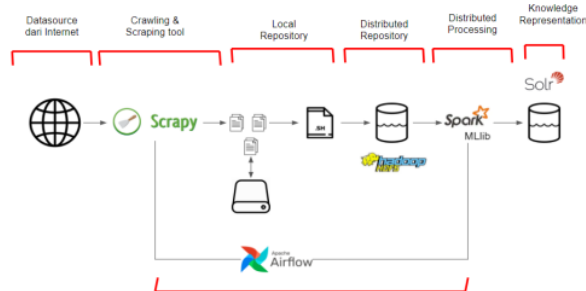 Datasource
dari Internet
Crawling &
Scraping tool
Local
Repository
Distributed
Repository
Distributed
Processing
Knowledge
Representation
Solr
Scrapy
Spark
MLlib
hadoop
Apache
Airflow